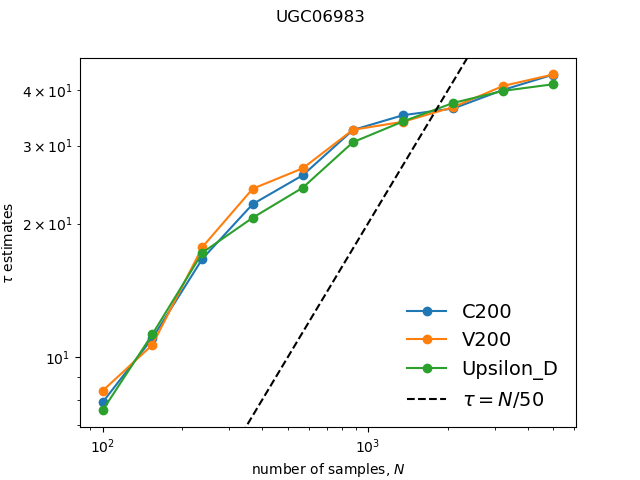 UGC06983
τ estimates
4 × 10¹
3 × 10¹
2 × 10¹
10¹
10²
10³
number of samples, N
C200
V200
Upsilon_D
τ = N/50